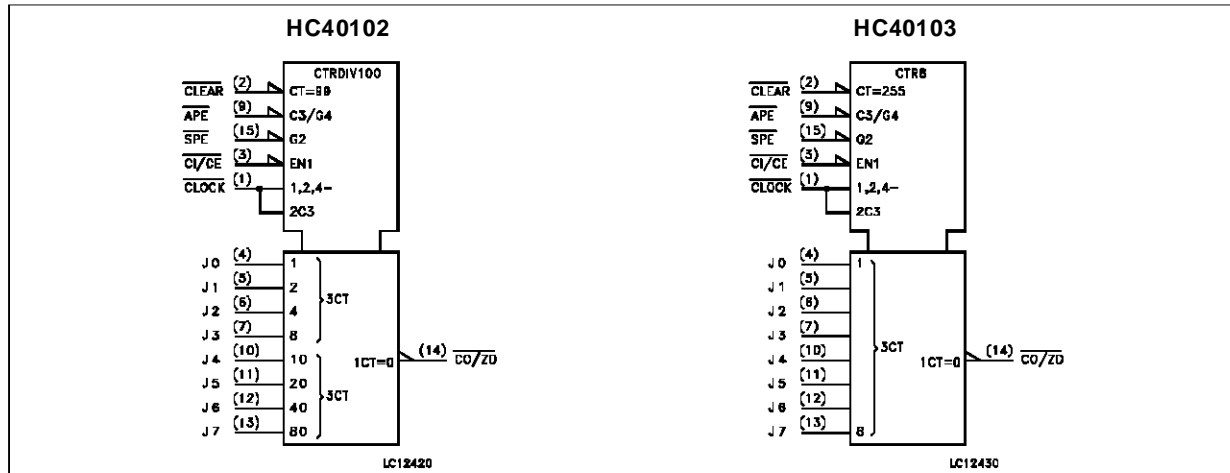 HC40102
CTRDIV100
CLEAR (2) CT=99
APE (9) C3/G4
SPE (15) G2
CI/CE (3) EN1
CLOCK (1) 1,2,4-
2C3
J0 (4) 1
J1 (5) 2
J2 (6) 4
3CT
J3 (7) 8
J4 (10) 10
1CT=0 (14) CO/ZD
J5 (11) 20
3CT
J6 (12) 40
J7 (13) 80
LC12420
HC40103
CTR8
CLEAR (2) CT=255
APE (9) C3/G4
SPE (15) G2
CI/CE (3) EN1
CLOCK (1) 1,2,4-
2C3
J0 (4) 1
J1 (5)
J2 (6)
J3 (7)
3CT
J4 (10)
1CT=0 (14) CO/ZD
J5 (11)
J6 (12)
J7 (13) 8
LC12430